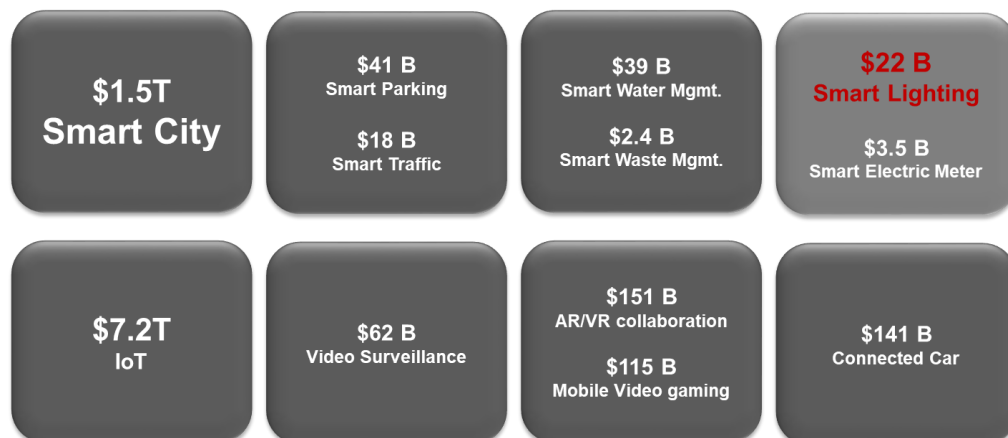 $1.5T
Smart City
$41 B
Smart Parking
$18 B
Smart Traffic
$39 B
Smart Water Mgmt.
$2.4 B
Smart Waste Mgmt.
$22 B
Smart Lighting
$3.5 B
Smart Electric Meter
$7.2T
IoT
$62 B
Video Surveillance
$151 B
AR/VR collaboration
$115 B
Mobile Video gaming
$141 B
Connected Car